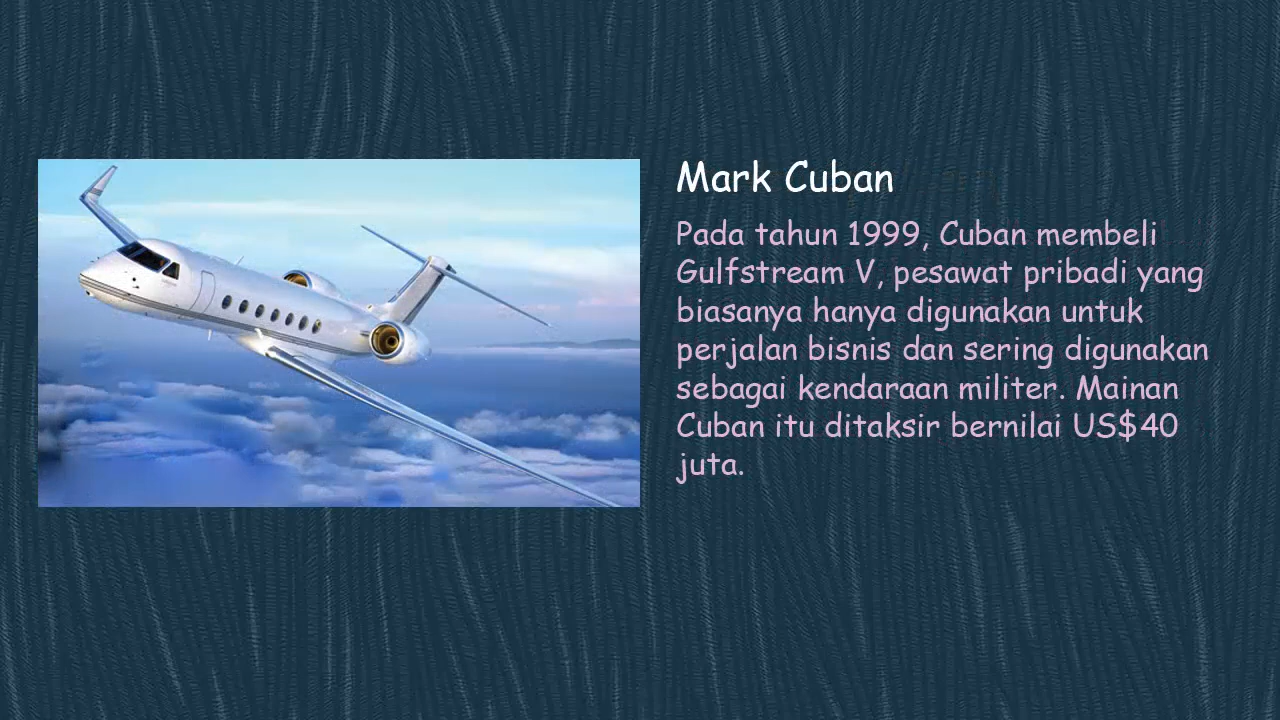 Mark Cuban
Pada tahun 1999, Cuban membeli
Gulfstream V, pesawat pribadi yang
biasanya hanya digunakan untuk
perjalan bisnis dan sering digunakan
sebagai kendaraan militer. Mainan
Cuban itu ditaksir bernilai US$40
juta.